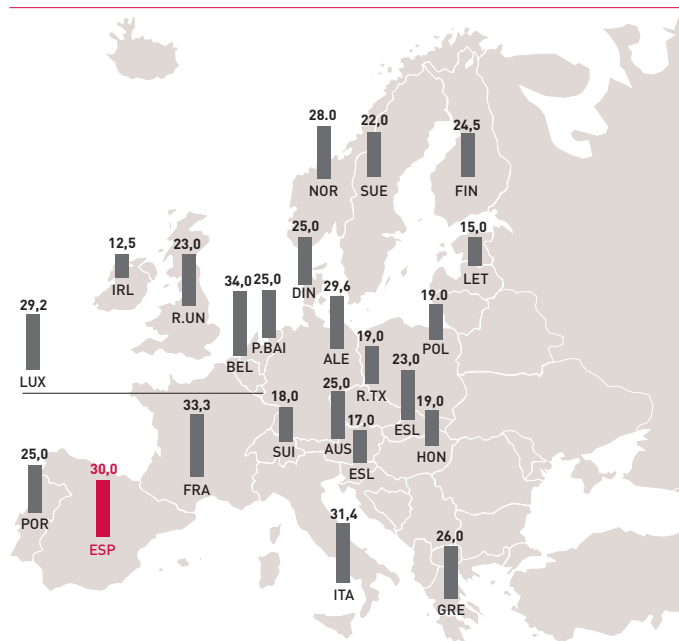 28.0
NOR
22,0
SUE
24,5
FIN
12,5
IRL
23,0
R.UN
25,0
DIN
15,0
LET
34,0
BEL
25,0
P.BAI
29,6
ALE
19.0
POL
29,2
LUX
19,0
R.TX
23,0
ESL
25,0
AUS
19,0
HON
18,0
SUI
17,0
ESL
33,3
FRA
25,0
POR
30,0
ESP
31,4
ITA
26,0
GRE